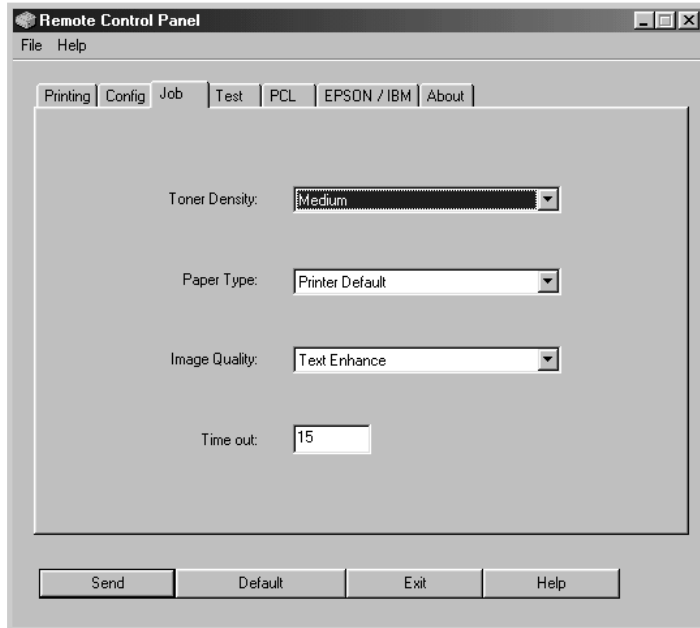 Remote Control Panel
File Help
Printing Config Job Test PCL EPSON / IBM About
Toner Density: Medium
Paper Type: Printer Default
Image Quality: Text Enhance
Time out: 15
Send Default Exit Help